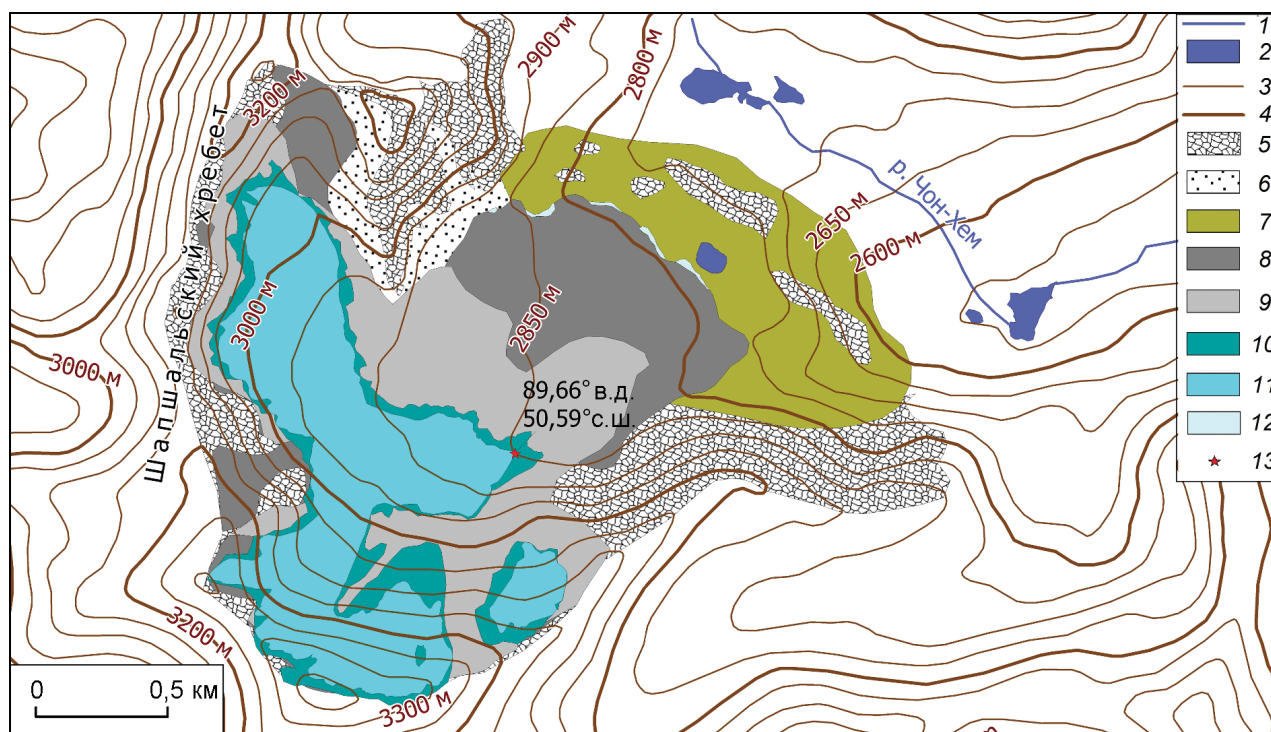 3200 м
2900 м
2800 м
р. Чон-Хем
2650 м
2600 м
Шапшальский хребет
3000 м
2850 м
3000 м
89,66° в.д.
50,59° с.ш.
3200 м
3300 м
0 0,5 км
1
2
3
4
5
6
7
8
9
10
11
12
13